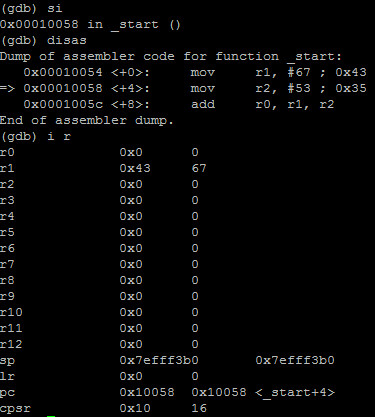 (gdb) si
0x00010058 in _start ()
(gdb) disas
Dump of assembler code for function _start:
   0x00010054 <+0>:     mov     r1, #67 ; 0x43
=> 0x00010058 <+4>:     mov     r2, #53 ; 0x35
   0x0001005c <+8>:     add     r0, r1, r2
End of assembler dump.
(gdb) i r
r0             0x0      0
r1             0x43     67
r2             0x0      0
r3             0x0      0
r4             0x0      0
r5             0x0      0
r6             0x0      0
r7             0x0      0
r8             0x0      0
r9             0x0      0
r10            0x0      0
r11            0x0      0
r12            0x0      0
sp             0x7efff3b0       0x7efff3b0
lr             0x0      0
pc             0x10058  0x10058 <_start+4>
cpsr           0x10     16